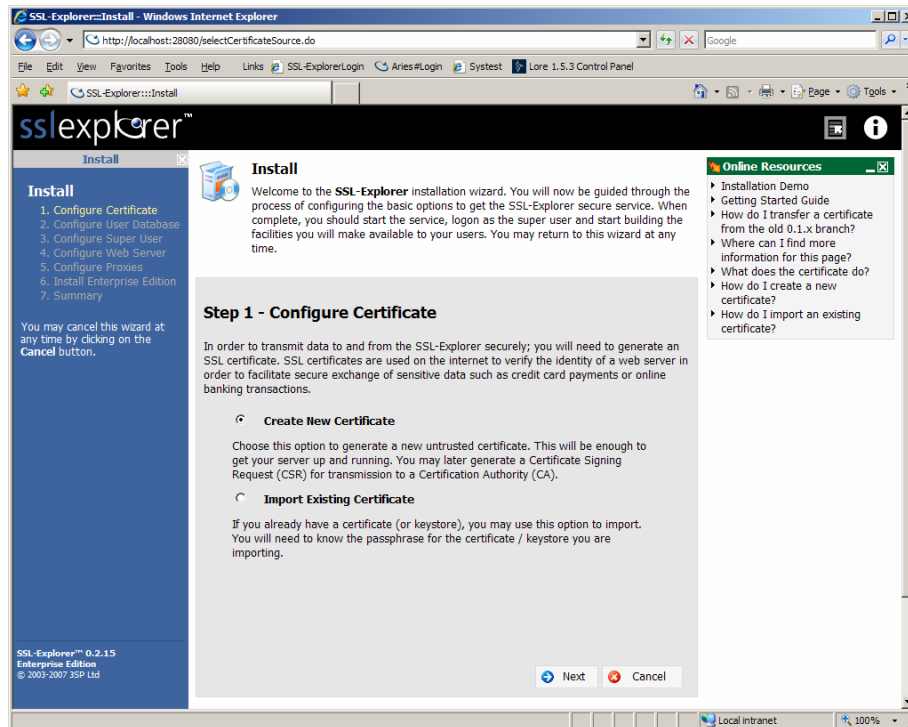 SSL-Explorer:::Install - Windows Internet Explorer
http://localhost:28080/selectCertificateSource.do
Google
File Edit View Favorites Tools Help Links SSL-ExplorerLogin Aries#Login Systest Lore 1.5.3 Control Panel
SSL-Explorer:::Install
Page Tools
sslexplorer™
Install
Install
1. Configure Certificate
2. Configure User Database
3. Configure Super User
4. Configure Web Server
5. Configure Proxies
6. Install Enterprise Edition
7. Summary
You may cancel this wizard at
any time by clicking on the
Cancel button.
SSL-Explorer™ 0.2.15
Enterprise Edition
© 2003-2007 3SP Ltd
Install
Welcome to the SSL-Explorer installation wizard. You will now be guided through the
process of configuring the basic options to get the SSL-Explorer secure service. When
complete, you should start the service, logon as the super user and start building the
facilities you will make available to your users. You may return to this wizard at any
time.
Step 1 - Configure Certificate
In order to transmit data to and from the SSL-Explorer securely; you will need to generate an
SSL certificate. SSL certificates are used on the internet to verify the identity of a web server in
order to facilitate secure exchange of sensitive data such as credit card payments or online
banking transactions.
Create New Certificate
Choose this option to generate a new untrusted certificate. This will be enough to
get your server up and running. You may later generate a Certificate Signing
Request (CSR) for transmission to a Certification Authority (CA).
Import Existing Certificate
If you already have a certificate (or keystore), you may use this option to import.
You will need to know the passphrase for the certificate / keystore you are
importing.
Next Cancel
Online Resources
Installation Demo
Getting Started Guide
How do I transfer a certificate
from the old 0.1.x branch?
Where can I find more
information for this page?
What does the certificate do?
How do I create a new
certificate?
How do I import an existing
certificate?
Local intranet 100%